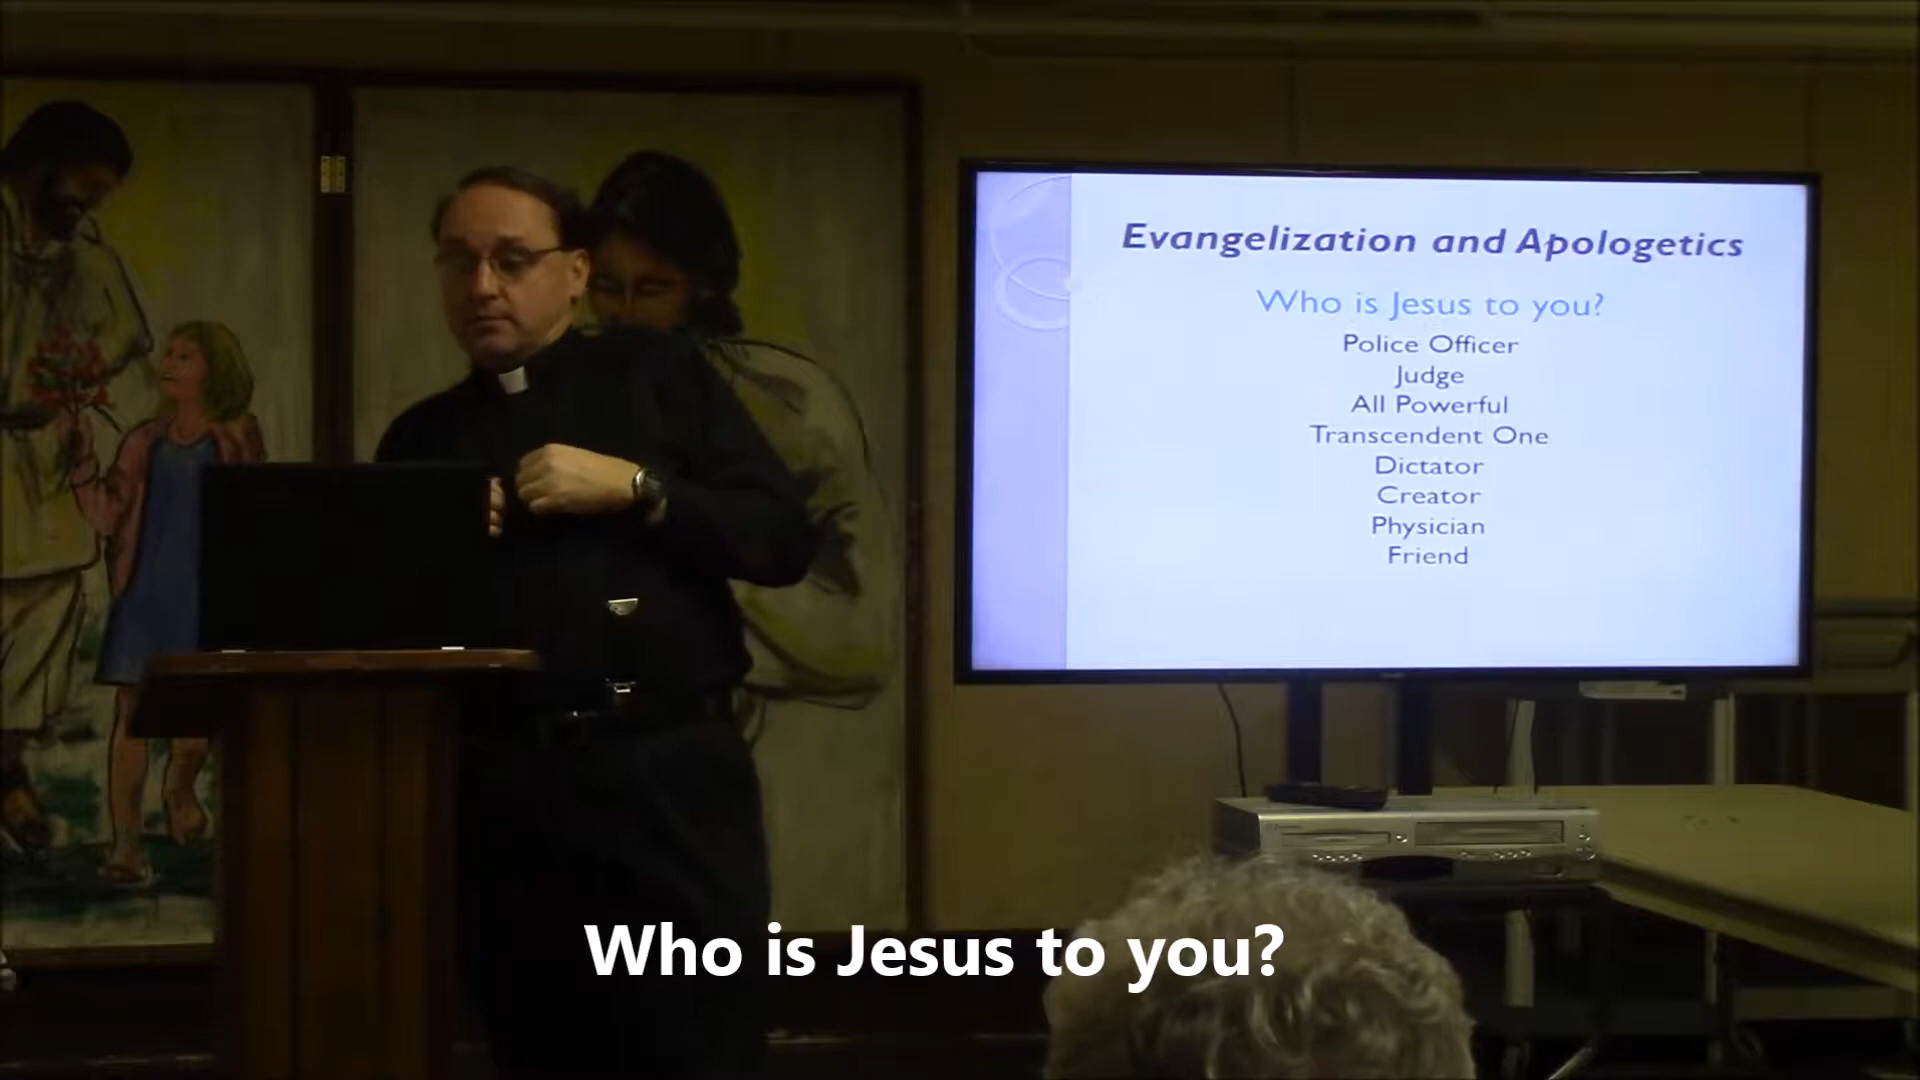 Evangelization and Apologetics
Who is Jesus to you?
Police Officer
Judge
All Powerful
Transcendent One
Dictator
Creator
Physician
Friend
Who is Jesus to you?